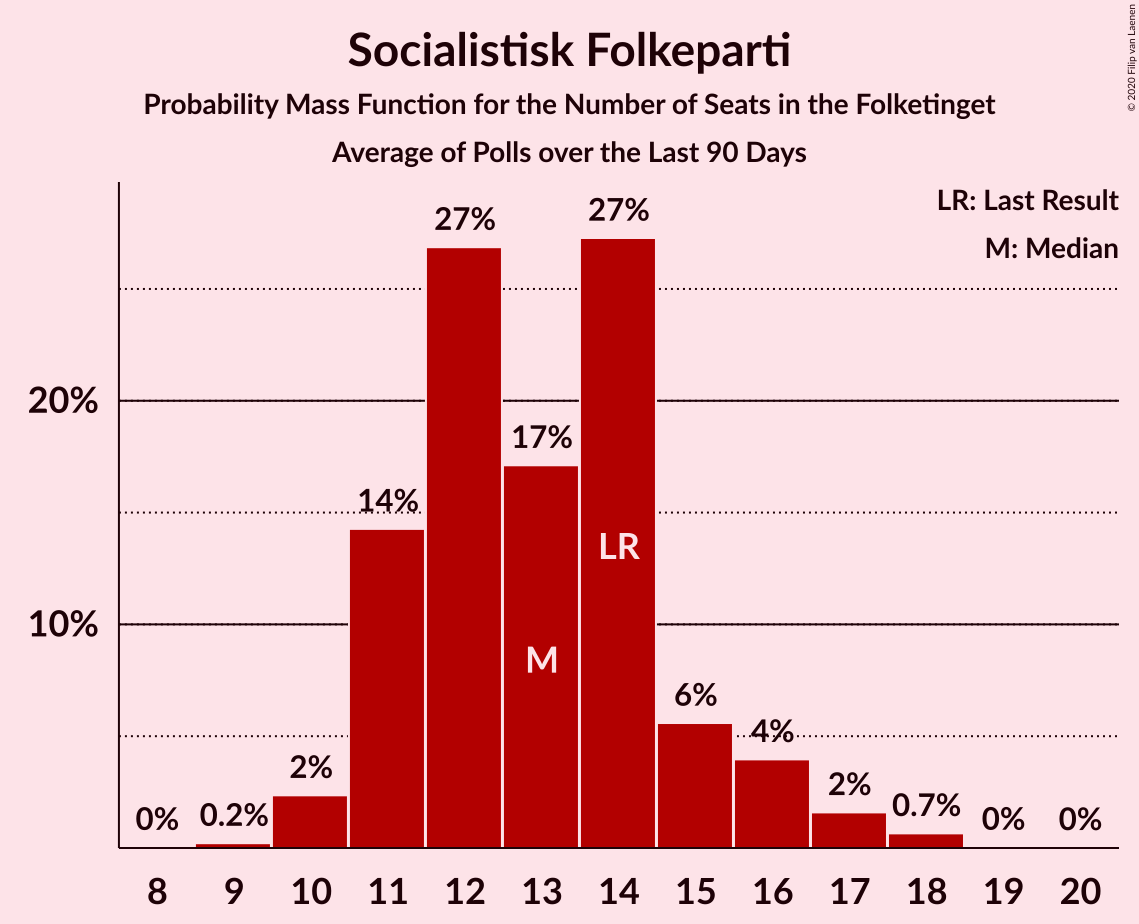 Socialistisk Folkeparti
Probability Mass Function for the Number of Seats in the Folketinget
Average of Polls over the Last 90 Days
© 2020 Filip van Laenen
LR: Last Result
M: Median
27%
27%
20%
17%
14%
LR
10%
M
6%
4%
2%
2%
0.7%
0.2%
0%
0%
0%
8 9 10 11 12 13 14 15 16 17 18 19 20